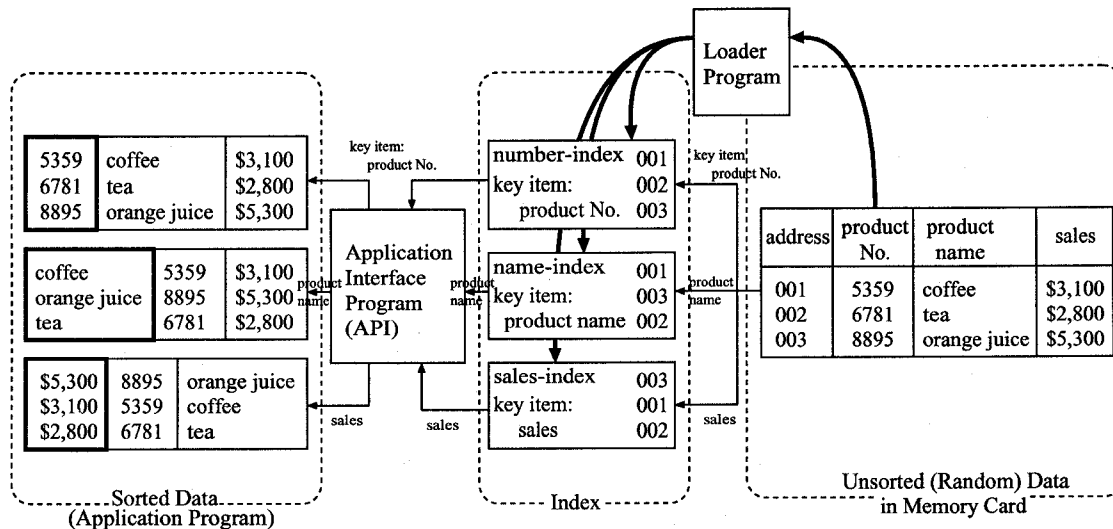 Loader
Program
5359 coffee $3,100
6781 tea $2,800
8895 orange juice $5,300
coffee 5359 $3,100
orange juice 8895 $5,300
tea 6781 $2,800
$5,300 8895 orange juice
$3,100 5359 coffee
$2,800 6781 tea
Sorted Data
(Application Program)
key item:
product No.
product
name
sales
Application
Interface
Program
(API)
product
name
sales
number-index 001
key item: 002
product No. 003
name-index 001
key item: 003
product name 002
sales-index 003
key item: 001
sales 002
Index
key item:
product No.
product
name
sales
address product No. product name sales
001 5359 coffee $3,100
002 6781 tea $2,800
003 8895 orange juice $5,300
Unsorted (Random) Data
in Memory Card